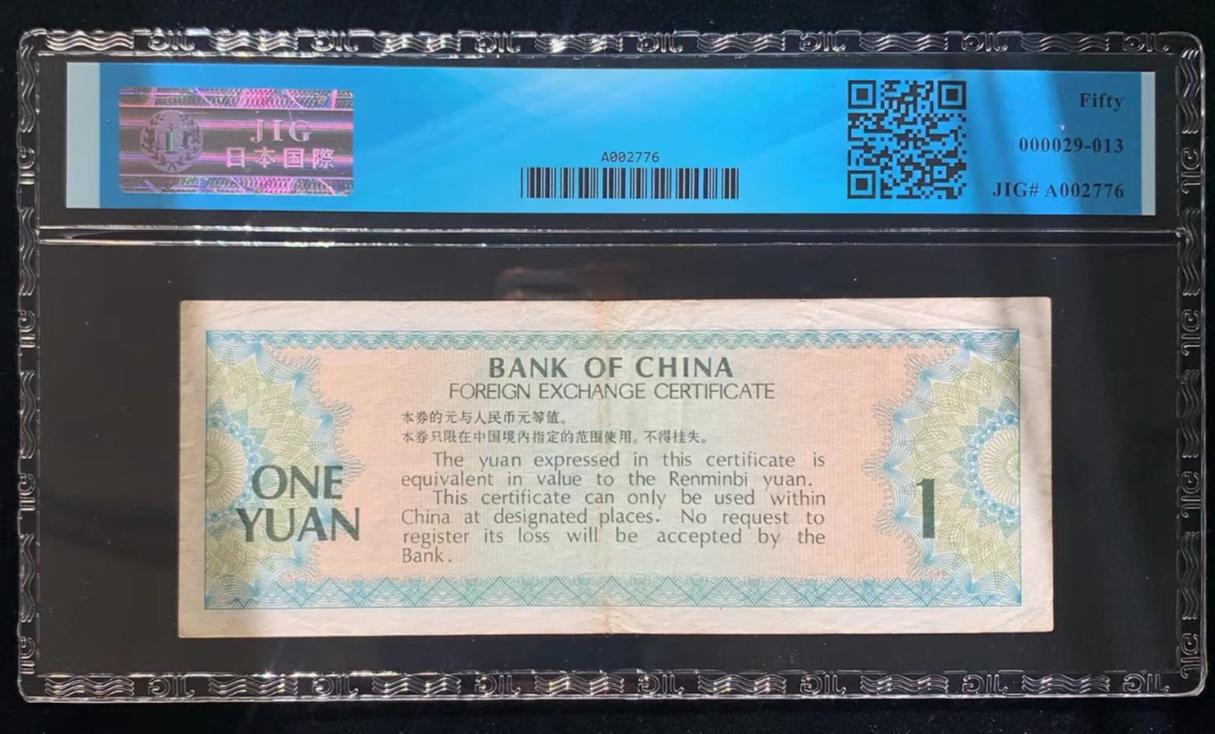 JIG
日本国際
A002776
Fifty
000029-013
JIG# A002776
BANK OF CHINA
FOREIGN EXCHANGE CERTIFICATE
本券的元与人民币元等值。
本券只限在中国境内指定的范围使用。不得挂失。
The yuan expressed in this certificate is
equivalent in value to the Renminbi yuan.
This certificate can only be used within
China at designated places. No request to
register its loss will be accepted by the
Bank.
ONE
YUAN
1